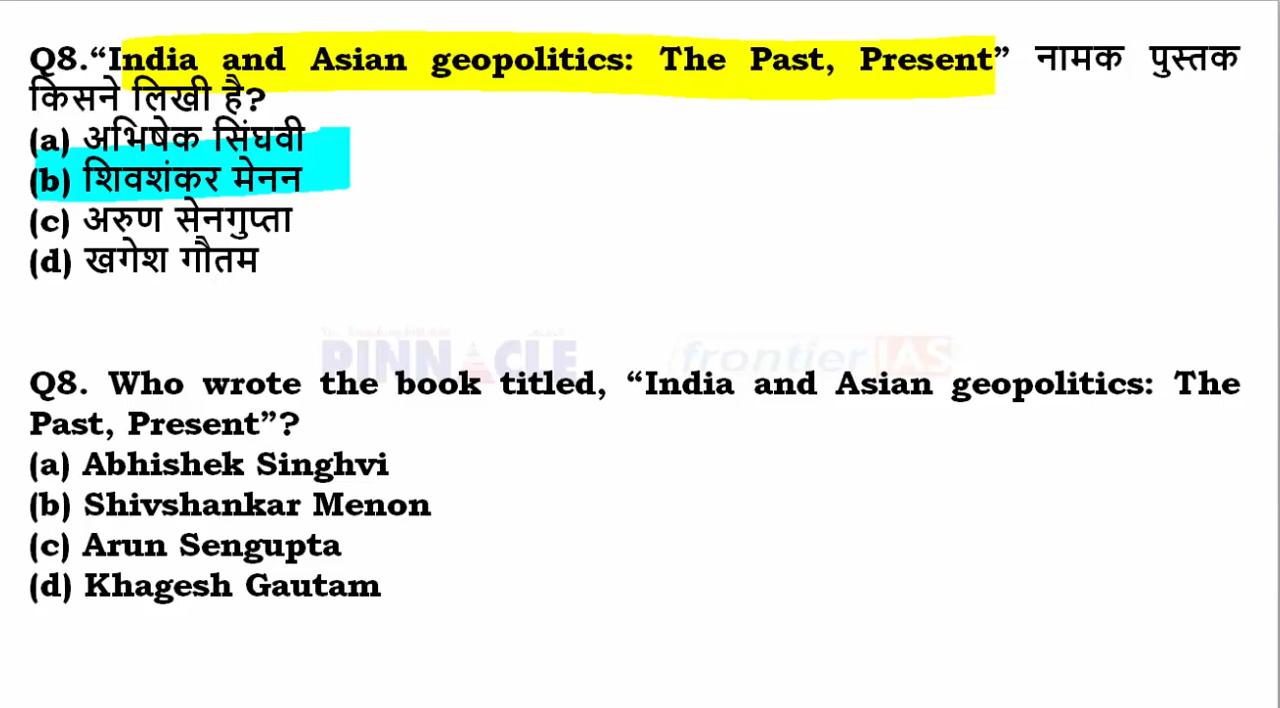 Q8.“India and Asian geopolitics: The Past, Present” नामक पुस्तक
किसने लिखी है?
(a) अभिषेक सिंघवी
(b) शिवशंकर मेनन
(c) अरुण सेनगुप्ता
(d) खगेश गौतम
PINNACLE frontier IAS
Q8. Who wrote the book titled, “India and Asian geopolitics: The
Past, Present”?
(a) Abhishek Singhvi
(b) Shivshankar Menon
(c) Arun Sengupta
(d) Khagesh Gautam